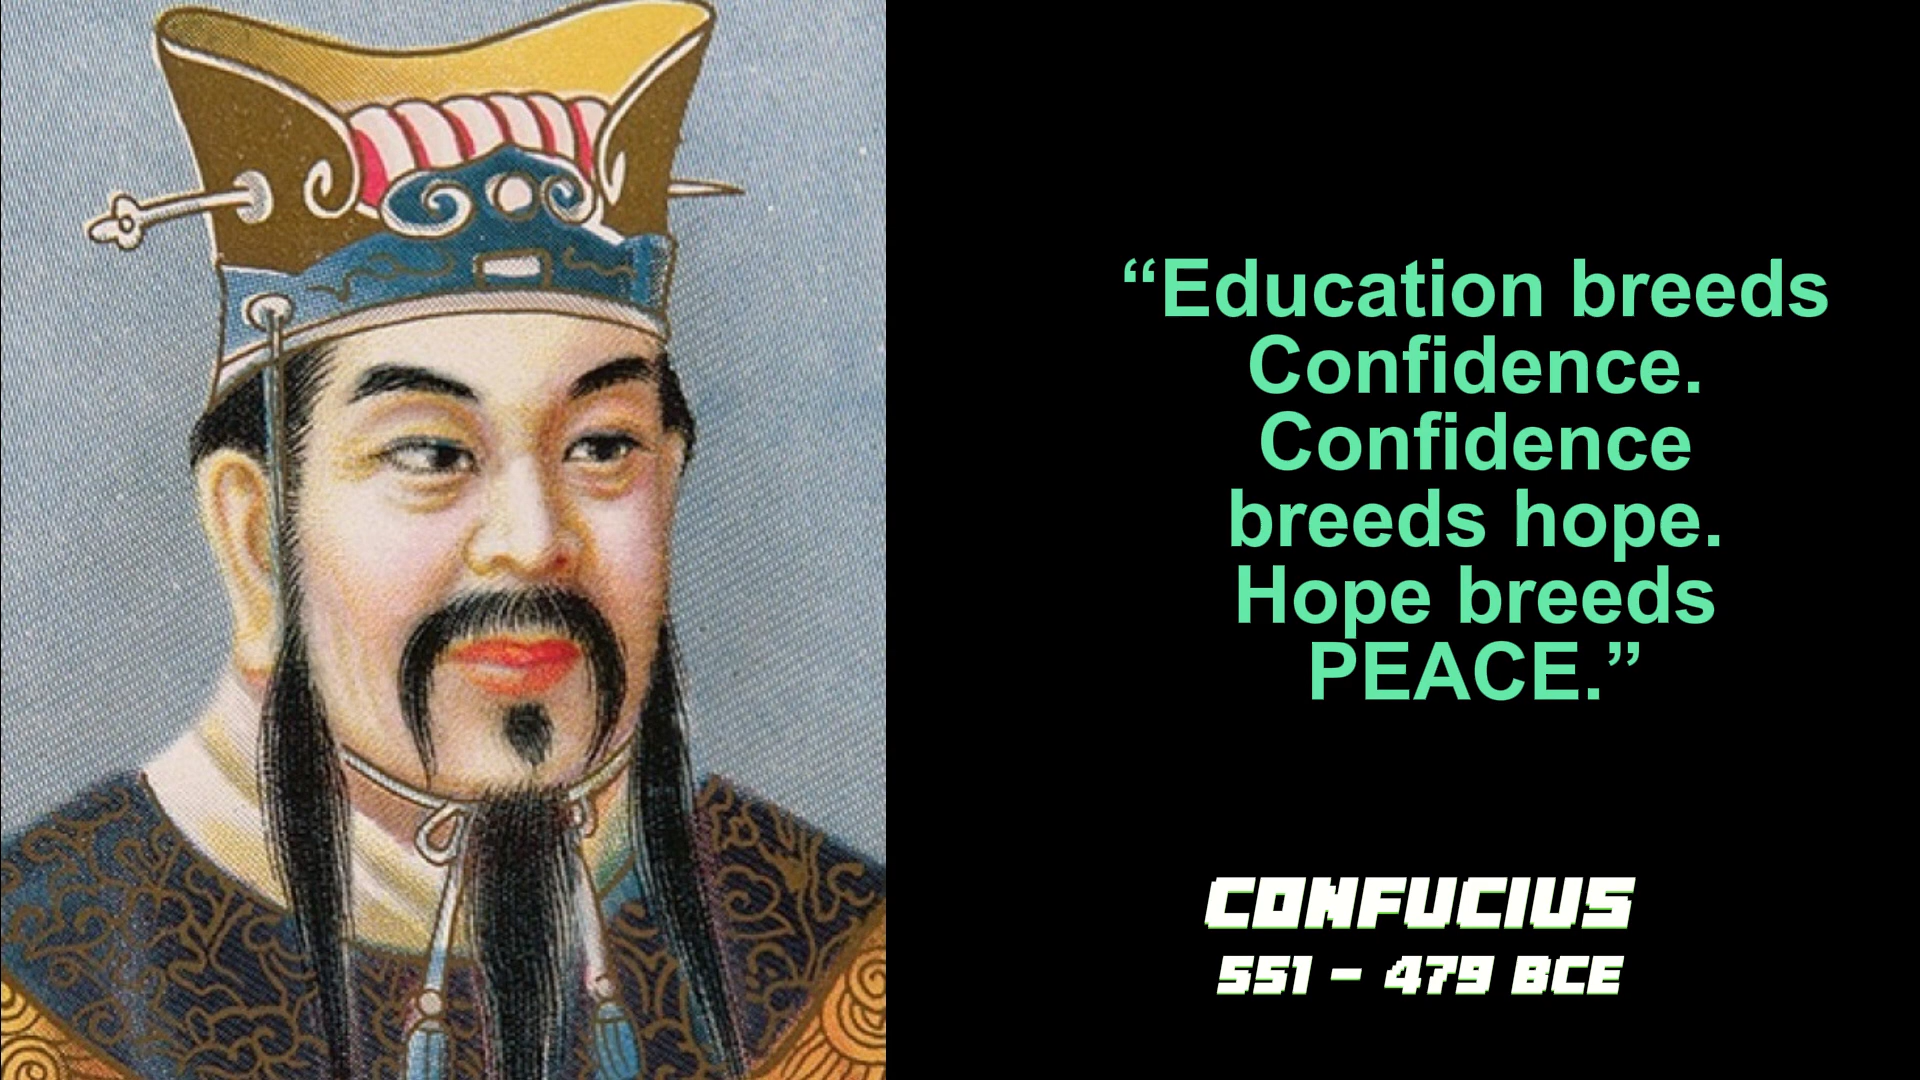 “Education breeds
Confidence.
Confidence
breeds hope.
Hope breeds
PEACE.”
CONFUCIUS
551 – 479 BCE